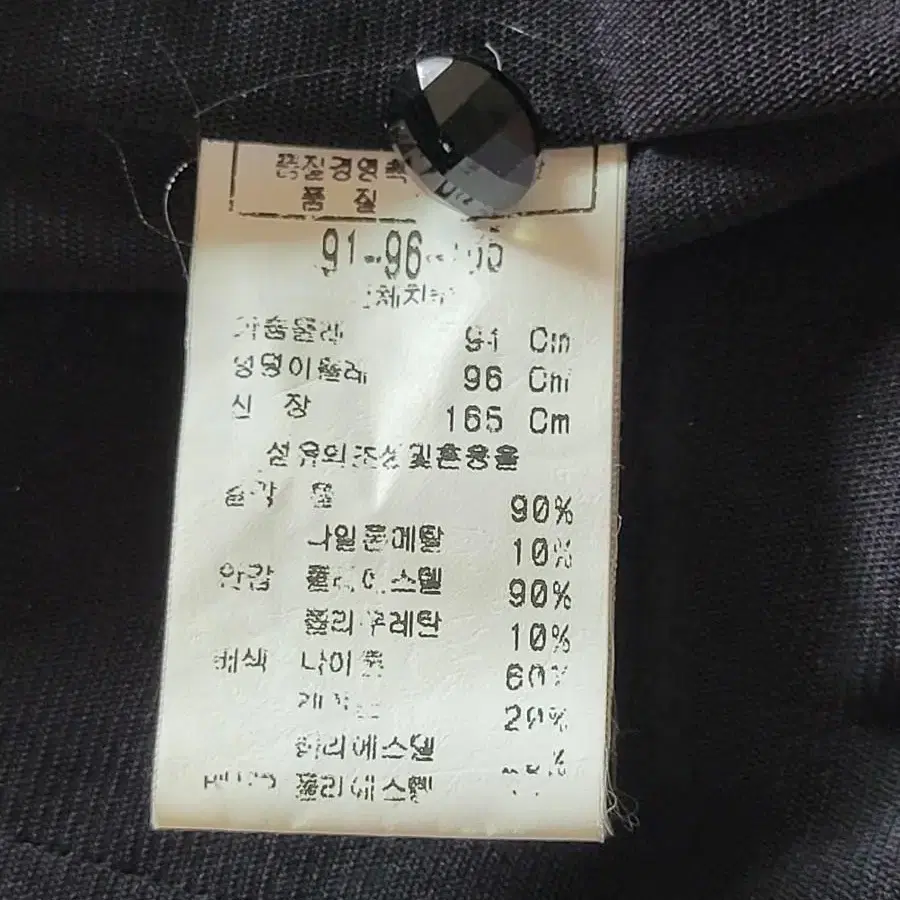 품질경영촉
품 질
91-96-165
신체치수
가슴둘레 91 Cm
엉덩이둘레 96 Cm
신 장 165 Cm
섬유의조성및혼용율
겉감 울 90%
나일론메탈 10%
안감 폴리에스텔 90%
폴리우레탄 10%
배색 나이론 60%
20%
폴리에스텔
폴리에스텔